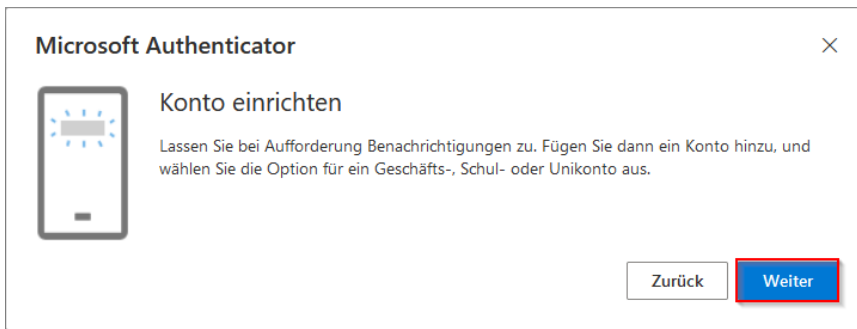 Microsoft Authenticator
Konto einrichten
Lassen Sie bei Aufforderung Benachrichtigungen zu. Fügen Sie dann ein Konto hinzu, und
wählen Sie die Option für ein Geschäfts-, Schul- oder Unikonto aus.
Zurück
Weiter